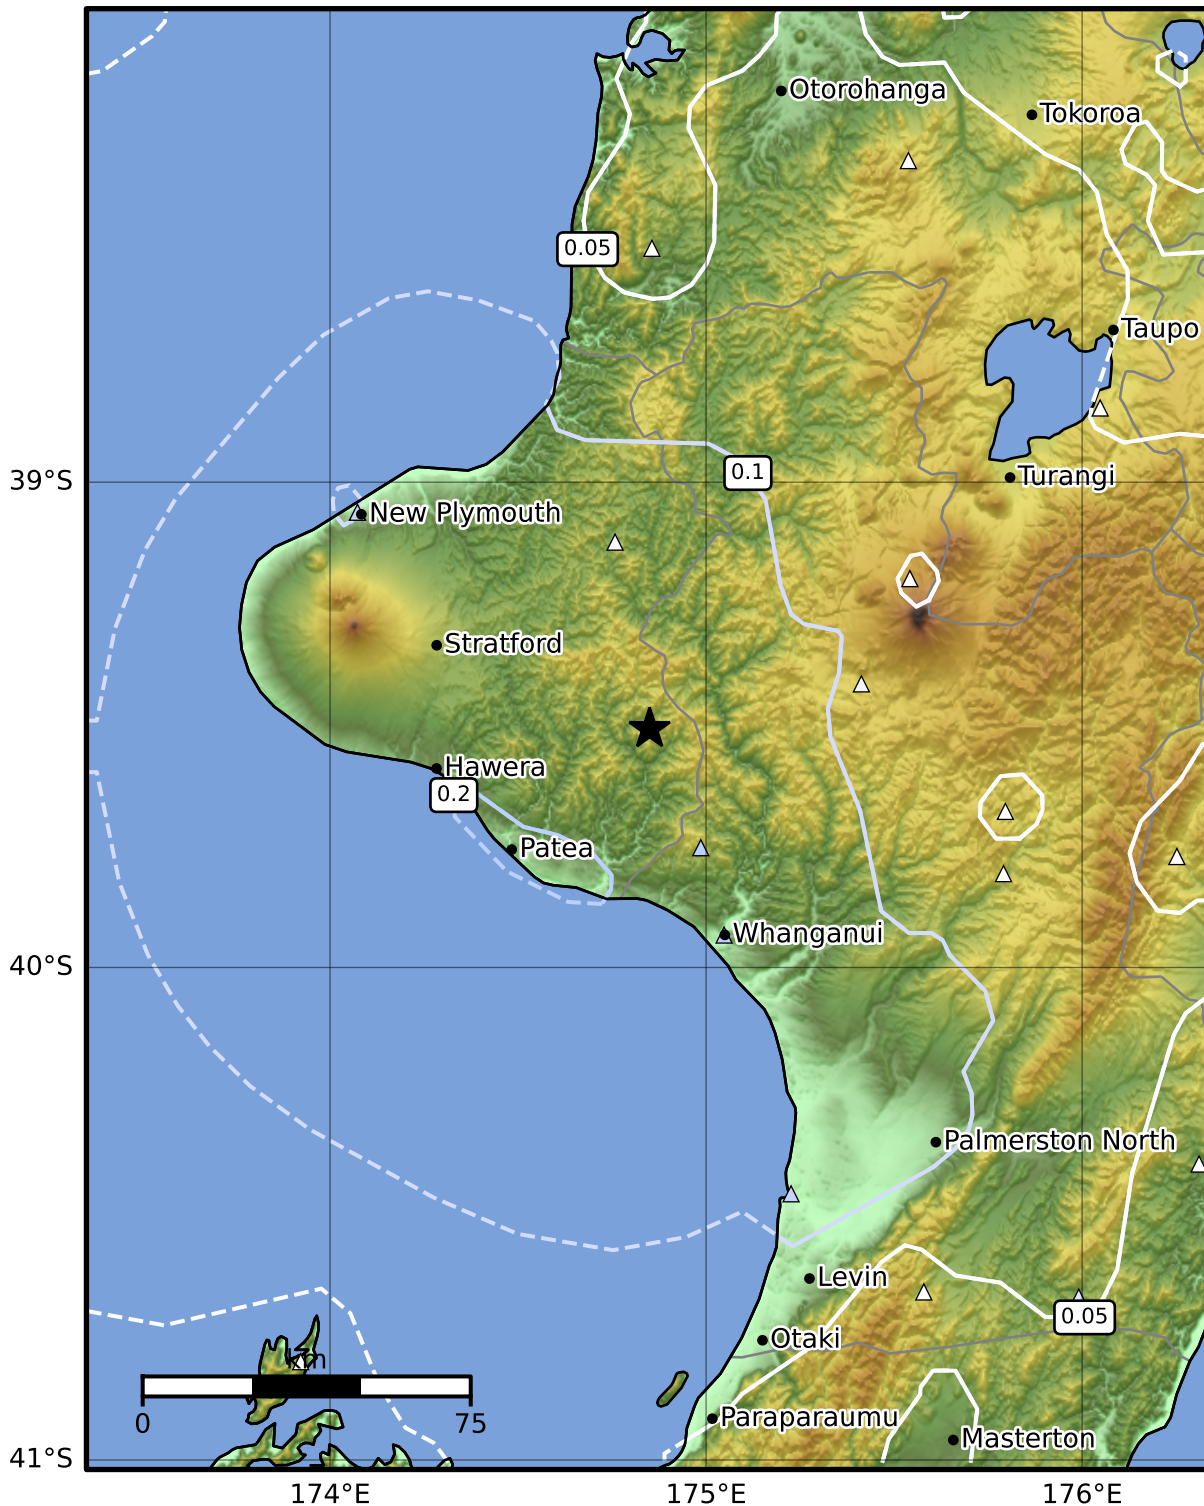 Otorohanga
Tokoroa
0.05
Taupo
39°S
0.1
Turangi
New Plymouth
Stratford
Hawera
0.2
Patea
Whanganui
40°S
Palmerston North
Levin
0.05
Otaki
km
0
75
Paraparaumu
Masterton
41°S
174°E
175°E
176°E